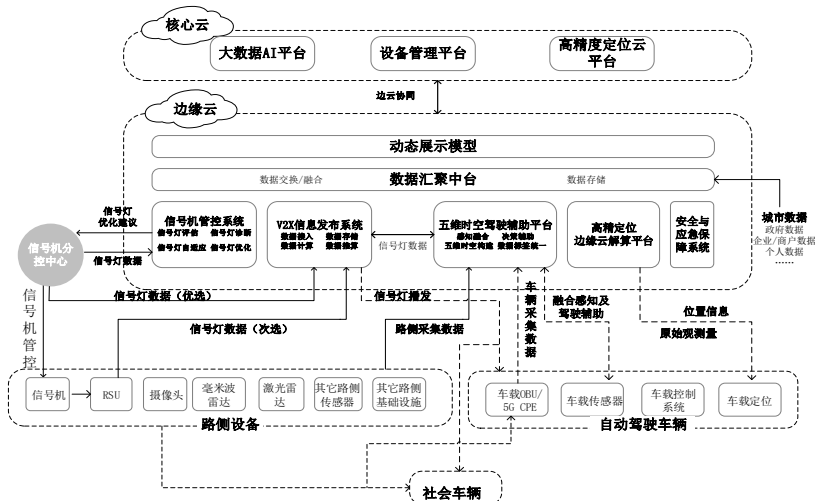 核心云
大数据AI平台
设备管理平台
高精度定位云
平台
边云协同
边缘云
动态展示模型
数据交换/融合
数据汇聚中台
数据存储
信号灯
优化建议
信号机管控系统
信号灯评估 信号灯诊断
信号灯自适应 信号灯优化
V2X信息发布系统
数据接入 数据存储
数据计算 数据推算
信号灯数据
五维时空驾驶辅助平台
感知融合 决策辅助
五维时空构建 数据标签统一
高精定位
边缘云解算平台
安全与
应急保
障系统
城市数据
政府数据
企业/商户数据
个人数据
……
信号机分
控中心
信号灯数据
信号机管控
信号灯数据（优选）
信号灯播发
信号灯数据（次选）
路侧采集数据
车辆采集数据
融合感知及
驾驶辅助
位置信息
原始观测量
信号机
RSU
摄像头
毫米波
雷达
激光雷
达
其它路侧
传感器
其它路侧
基础设施
路侧设备
车载OBU/
5G CPE
车载传感器
车载控制
系统
车载定位
自动驾驶车辆
社会车辆